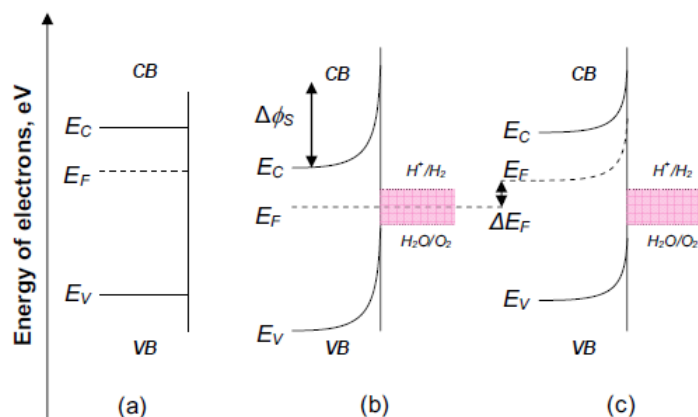 Energy of electrons, eV
CB
E_C
E_F
E_V
VB
(a)
CB
Δϕ_S
E_C
E_F
H⁺/H₂
H₂O/O₂
E_V
VB
(b)
CB
E_C
E_F
ΔE_F
H⁺/H₂
H₂O/O₂
E_V
VB
(c)